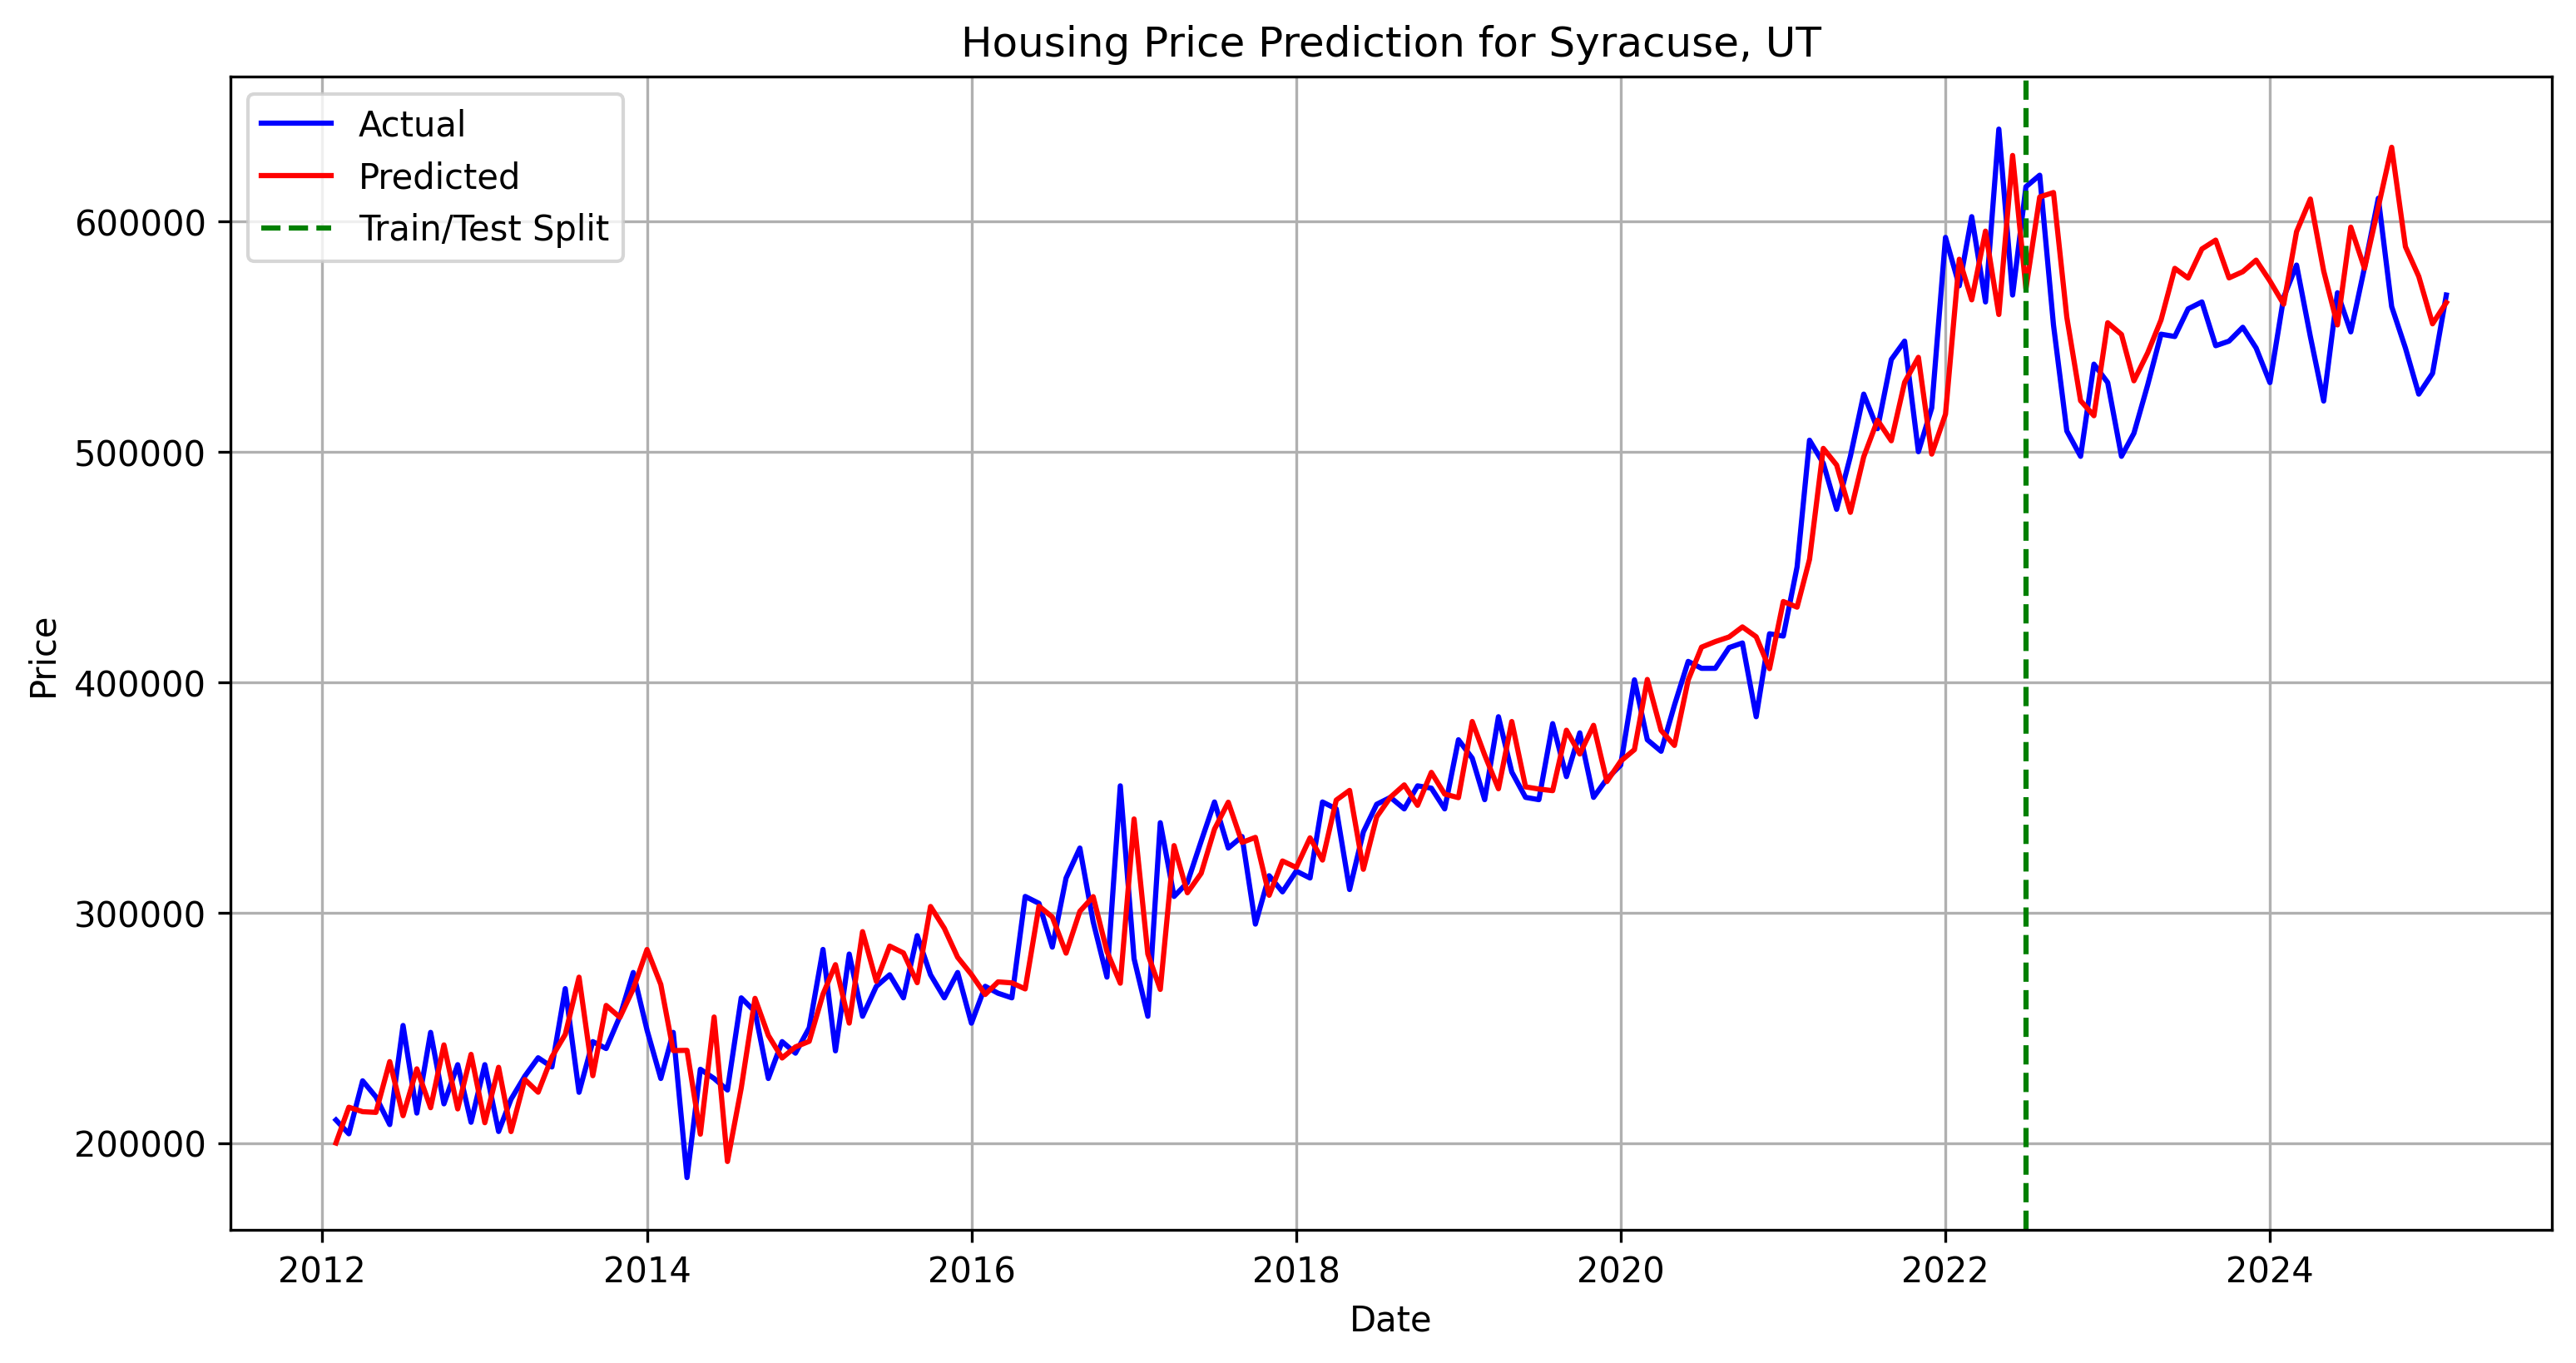 Housing Price Prediction for Syracuse, UT
Actual
Predicted
Train/Test Split
600000
500000
400000
300000
200000
Price
2012 2014 2016 2018 2020 2022 2024
Date